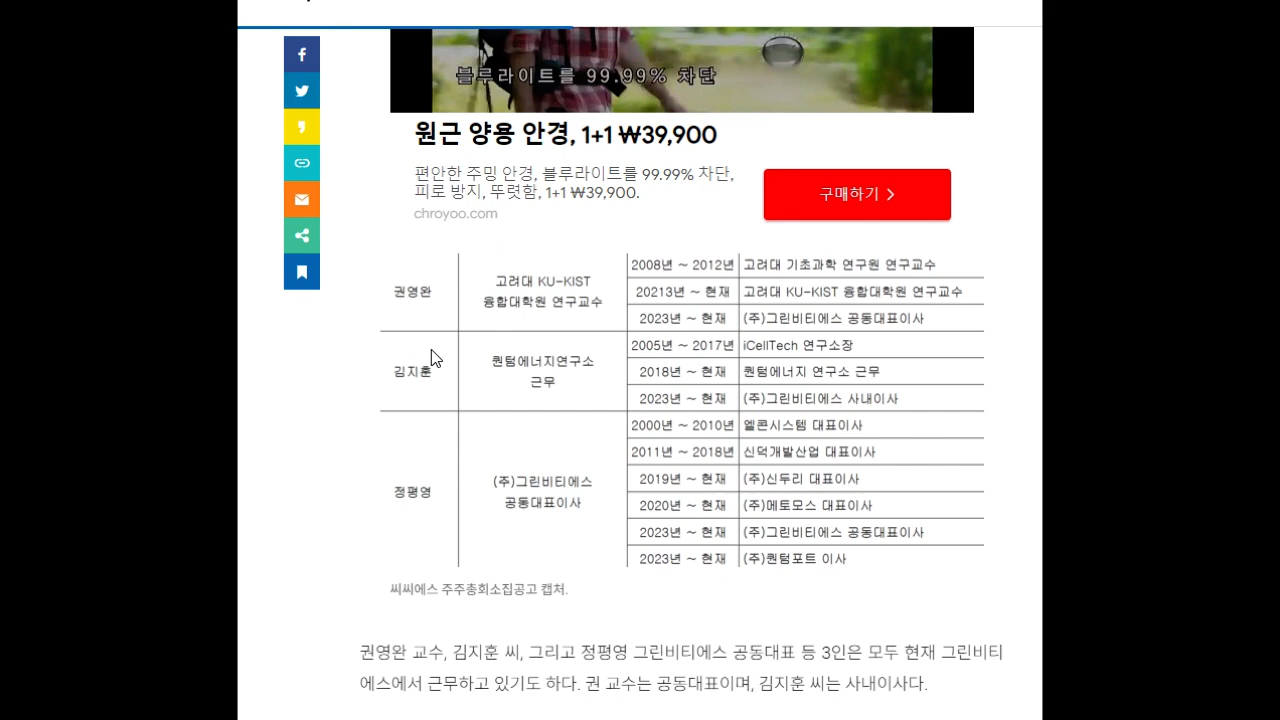 블루라이트를 99.99% 차단
원근 양용 안경, 1+1 ₩39,900
편안한 주밍 안경, 블루라이트를 99.99% 차단,
피로 방지, 뚜렷함, 1+1 ₩39,900.
chroyoo.com
구매하기
권영완
고려대 KU-KIST
융합대학원 연구교수
2008년 ~ 2012년 고려대 기초과학 연구원 연구교수
20213년 ~ 현재 고려대 KU-KIST 융합대학원 연구교수
2023년 ~ 현재 (주)그린비티에스 공동대표이사
김지훈
퀀텀에너지연구소
근무
2005년 ~ 2017년 iCellTech 연구소장
2018년 ~ 현재 퀀텀에너지 연구소 근무
2023년 ~ 현재 (주)그린비티에스 사내이사
정평영
(주)그린비티에스
공동대표이사
2000년 ~ 2010년 엘콘시스템 대표이사
2011년 ~ 2018년 신덕개발산업 대표이사
2019년 ~ 현재 (주)신두리 대표이사
2020년 ~ 현재 (주)메토모스 대표이사
2023년 ~ 현재 (주)그린비티에스 공동대표이사
2023년 ~ 현재 (주)퀀텀포트 이사
씨씨에스 주주총회소집공고 캡처.
권영완 교수, 김지훈 씨, 그리고 정평영 그린비티에스 공동대표 등 3인은 모두 현재 그린비티
에스에서 근무하고 있기도 하다. 권 교수는 공동대표이며, 김지훈 씨는 사내이사다.